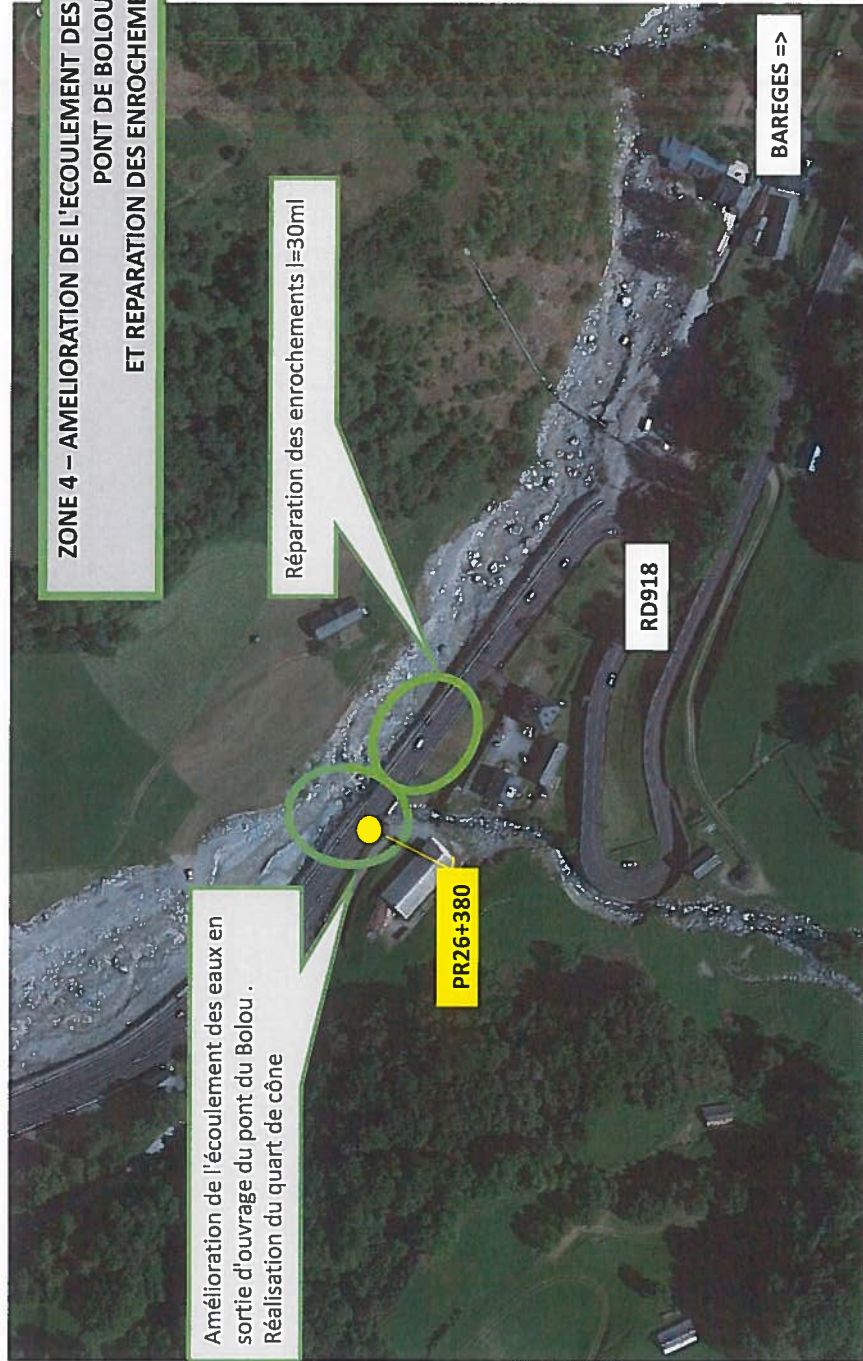 ZONE 4 – AMELIORATION DE L'ECOULEMENT DES
PONT DE BOLOU
ET REPARATION DES ENROCHEME
Réparation des enrochements l=30ml
Amélioration de l'écoulement des eaux en
sortie d'ouvrage du pont du Bolou .
Réalisation du quart de cône
PR26+380
RD918
BAREGES =>